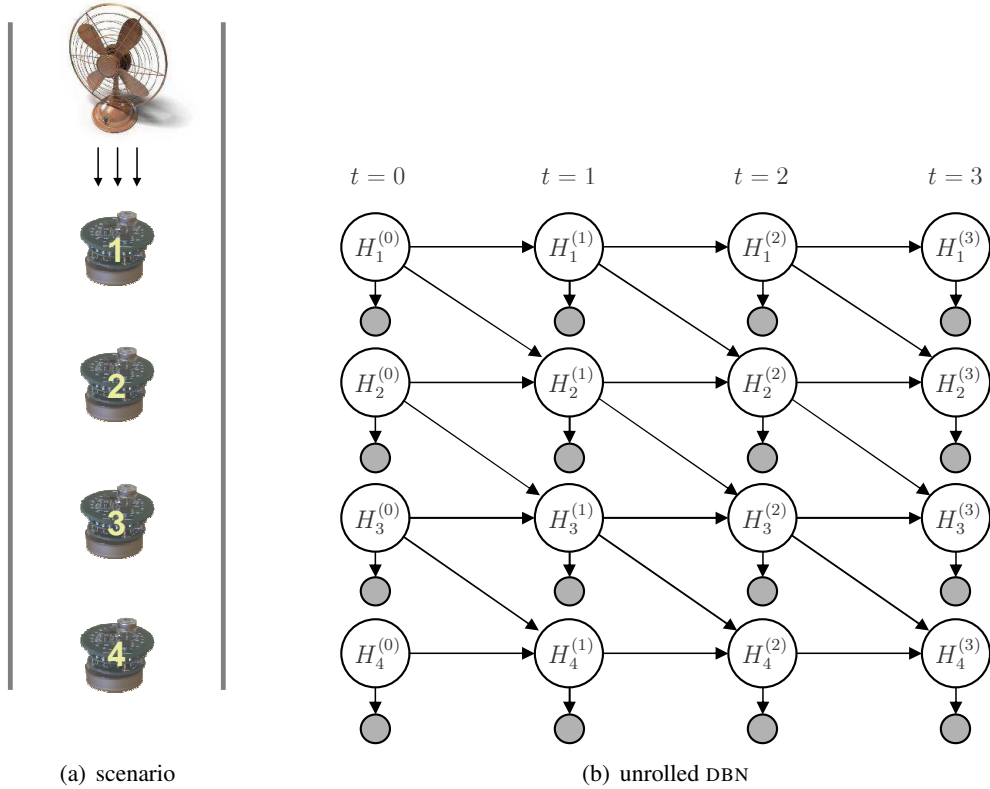 1
2
3
4
(a) scenario
t = 0 t = 1 t = 2 t = 3
H_1^{(0)} H_1^{(1)} H_1^{(2)} H_1^{(3)}
H_2^{(0)} H_2^{(1)} H_2^{(2)} H_2^{(3)}
H_3^{(0)} H_3^{(1)} H_3^{(2)} H_3^{(3)}
H_4^{(0)} H_4^{(1)} H_4^{(2)} H_4^{(3)}
(b) unrolled DBN